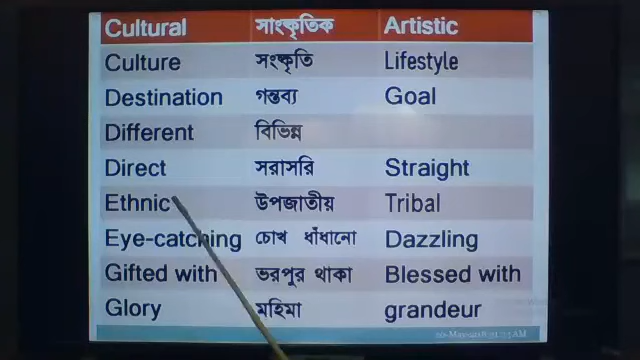 Cultural সাংস্কৃতিক Artistic
Culture সংস্কৃতি Lifestyle
Destination গন্তব্য Goal
Different বিভিন্ন
Direct সরাসরি Straight
Ethnic উপজাতীয় Tribal
Eye-catching চোখ ধাঁধানো Dazzling
Gifted with ভরপুর থাকা Blessed with
Glory মহিমা grandeur